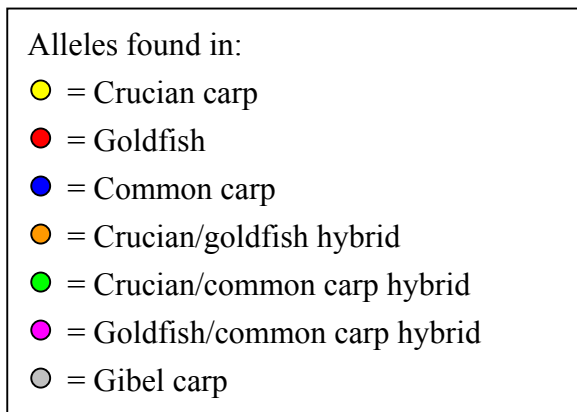 Alleles found in:
= Crucian carp
= Goldfish
= Common carp
= Crucian/goldfish hybrid
= Crucian/common carp hybrid
= Goldfish/common carp hybrid
= Gibel carp